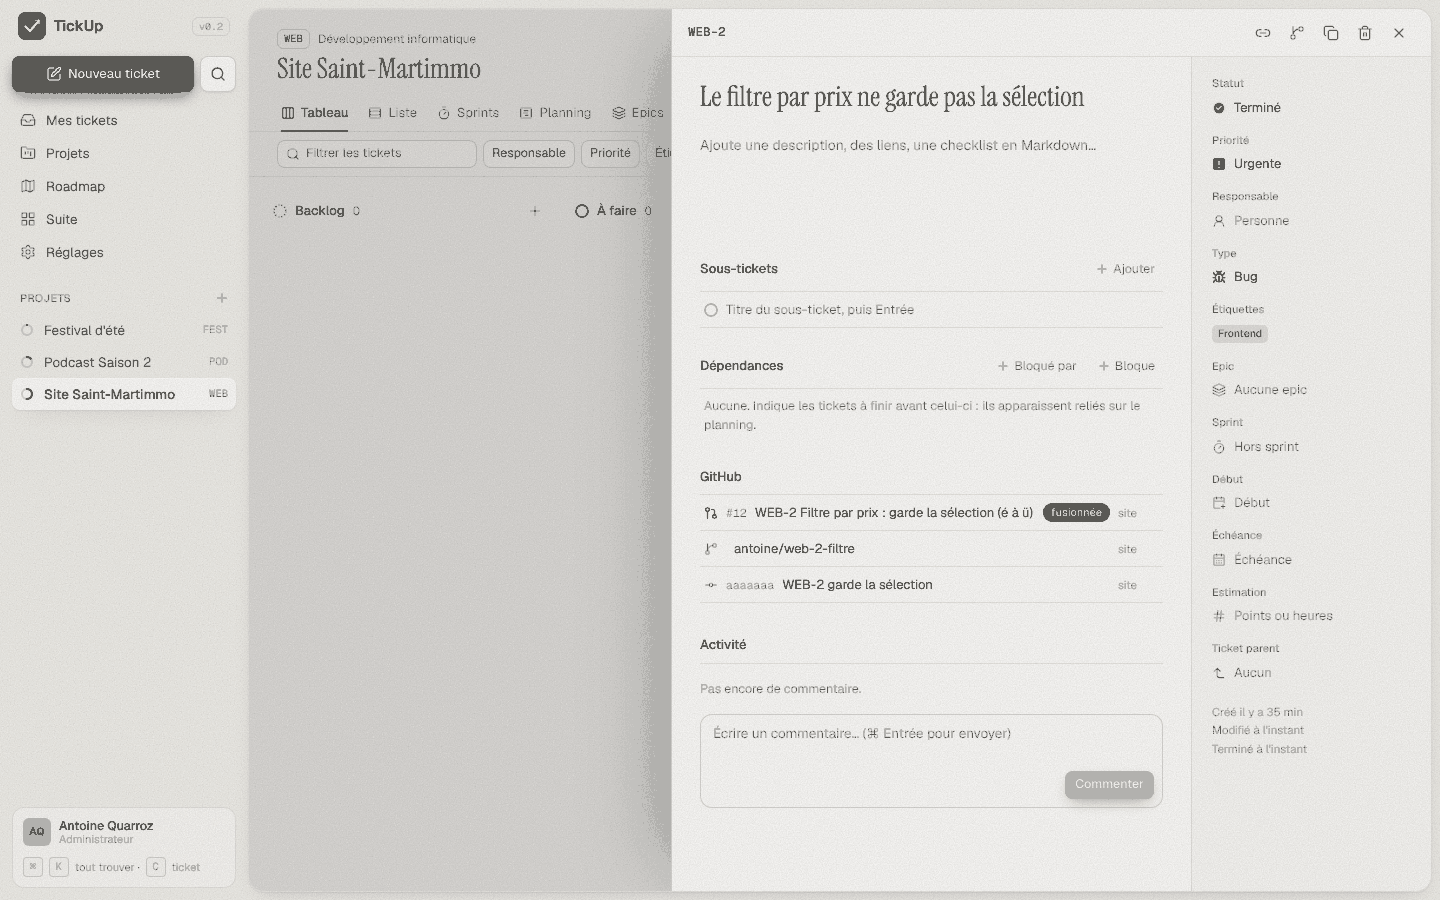 TickUp
v0.2
Nouveau ticket
Mes tickets
Projets
Roadmap
Suite
Réglages
PROJETS
Festival d'été FEST
Podcast Saison 2 POD
Site Saint-Martimmo WEB
AQ
Antoine Quarroz
Administrateur
⌘ K tout trouver · C ticket
WEB Développement informatique
Site Saint-Martimmo
Tableau Liste Sprints Planning Epics
Filtrer les tickets Responsable Priorité Éti
Backlog 0 À faire 0
WEB-2
Le filtre par prix ne garde pas la sélection
Ajoute une description, des liens, une checklist en Markdown...
Sous-tickets + Ajouter
Titre du sous-ticket, puis Entrée
Dépendances + Bloqué par + Bloque
Aucune. Indique les tickets à finir avant celui-ci : ils apparaissent reliés sur le
planning.
GitHub
#12 WEB-2 Filtre par prix : garde la sélection (é à ü) fusionnée site
antoine/web-2-filtre site
aaaaaaa WEB-2 garde la sélection site
Activité
Pas encore de commentaire.
Écrire un commentaire... (⌘ Entrée pour envoyer)
Commenter
Statut
Terminé
Priorité
Urgente
Responsable
Personne
Type
Bug
Étiquettes
Frontend
Epic
Aucune epic
Sprint
Hors sprint
Début
Début
Échéance
Échéance
Estimation
Points ou heures
Ticket parent
Aucun
Créé il y a 35 min
Modifié à l'instant
Terminé à l'instant